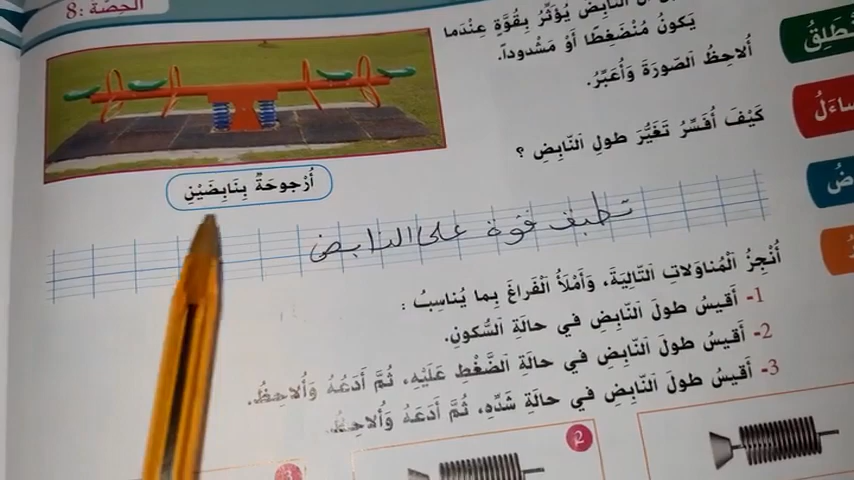 الحصة :8
النابض يؤثر بقوة عندما
يكون منضغطا أو مشدودا.
ألاحظ الصورة وأعبر.
كيف أفسر تغير طول النابض ؟
أرجوحة بنابضين
تطبق قوة على النابض
أنجز المناولات التالية، وأملأ الفراغ بما يناسب :
1- أقيس طول النابض في حالة السكون.
2- أقيس طول النابض في حالة الضغط عليه، ثم أدعه وألاحظ.
3- أقيس طول النابض في حالة شده، ثم أدعه وألاحظ.
2
3